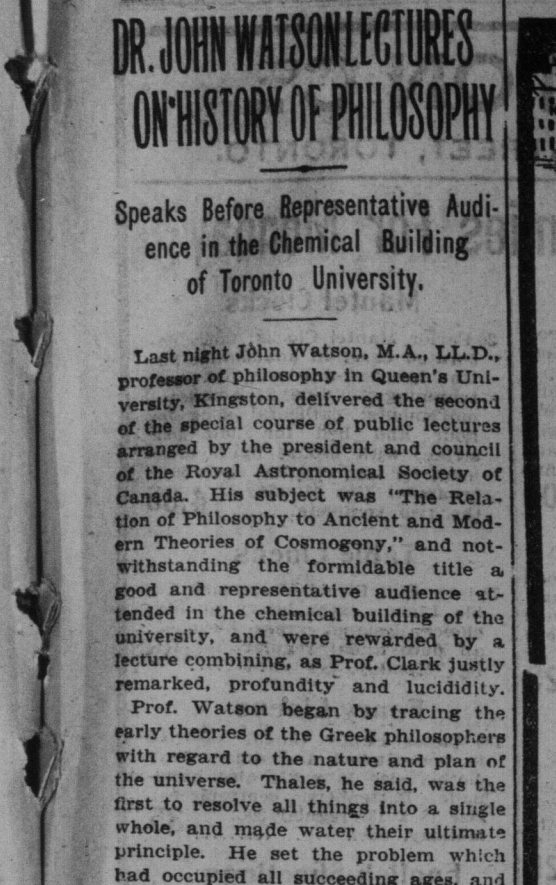 DR. JOHN WATSON LECTURES
ON HISTORY OF PHILOSOPHY
Speaks Before Representative Audi-
ence in the Chemical Building
of Toronto University.
Last night John Watson, M.A., LL.D.,
professor of philosophy in Queen's Uni-
versity, Kingston, delivered the second
of the special course of public lectures
arranged by the president and council
of the Royal Astronomical Society of
Canada. His subject was "The Rela-
tion of Philosophy to Ancient and Mod-
ern Theories of Cosmogony," and not-
withstanding the formidable title a
good and representative audience at-
tended in the chemical building of the
university, and were rewarded by a
lecture combining, as Prof. Clark justly
remarked, profundity and lucididity.
Prof. Watson began by tracing the
early theories of the Greek philosophers
with regard to the nature and plan of
the universe. Thales, he said, was the
first to resolve all things into a single
whole, and made water their ultimate
principle. He set the problem which
had occupied all succeeding ages, and